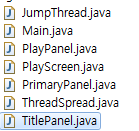 JumpThread.java
Main.java
PlayPanel.java
PlayScreen.java
PrimaryPanel.java
ThreadSpread.java
TitlePanel.java